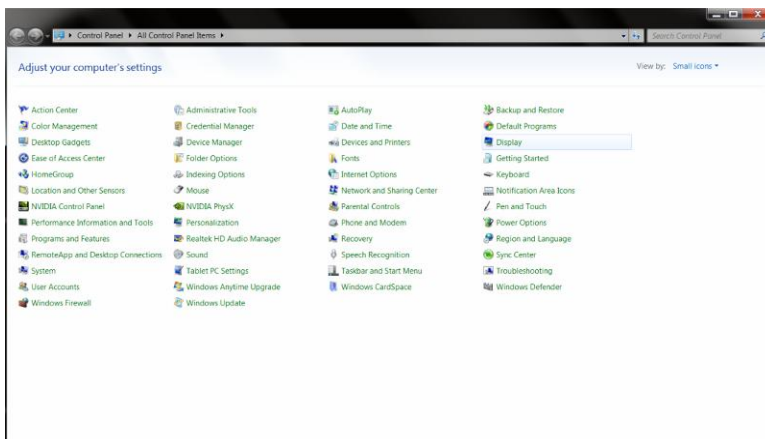 Control Panel ▸ All Control Panel Items ▸
Search Control Panel
Adjust your computer's settings
View by: Small icons
Action Center Administrative Tools AutoPlay Backup and Restore
Color Management Credential Manager Date and Time Default Programs
Desktop Gadgets Device Manager Devices and Printers Display
Ease of Access Center Folder Options Fonts Getting Started
HomeGroup Indexing Options Internet Options Keyboard
Location and Other Sensors Mouse Network and Sharing Center Notification Area Icons
NVIDIA Control Panel NVIDIA PhysX Parental Controls Pen and Touch
Performance Information and Tools Personalization Phone and Modem Power Options
Programs and Features Realtek HD Audio Manager Recovery Region and Language
RemoteApp and Desktop Connections Sound Speech Recognition Sync Center
System Tablet PC Settings Taskbar and Start Menu Troubleshooting
User Accounts Windows Anytime Upgrade Windows CardSpace Windows Defender
Windows Firewall Windows Update